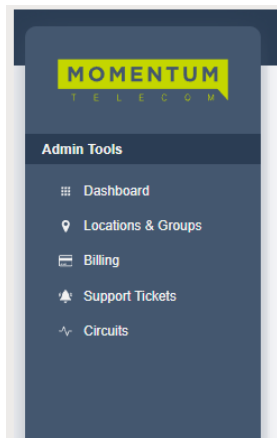 MOMENTUM
TELECOM
Admin Tools
Dashboard
Locations & Groups
Billing
Support Tickets
Circuits